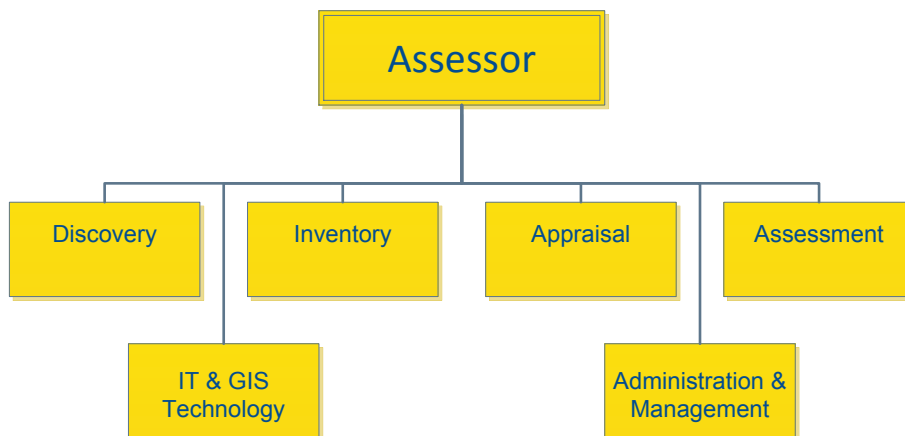 Assessor
Discovery
Inventory
Appraisal
Assessment
IT & GIS
Technology
Administration &
Management